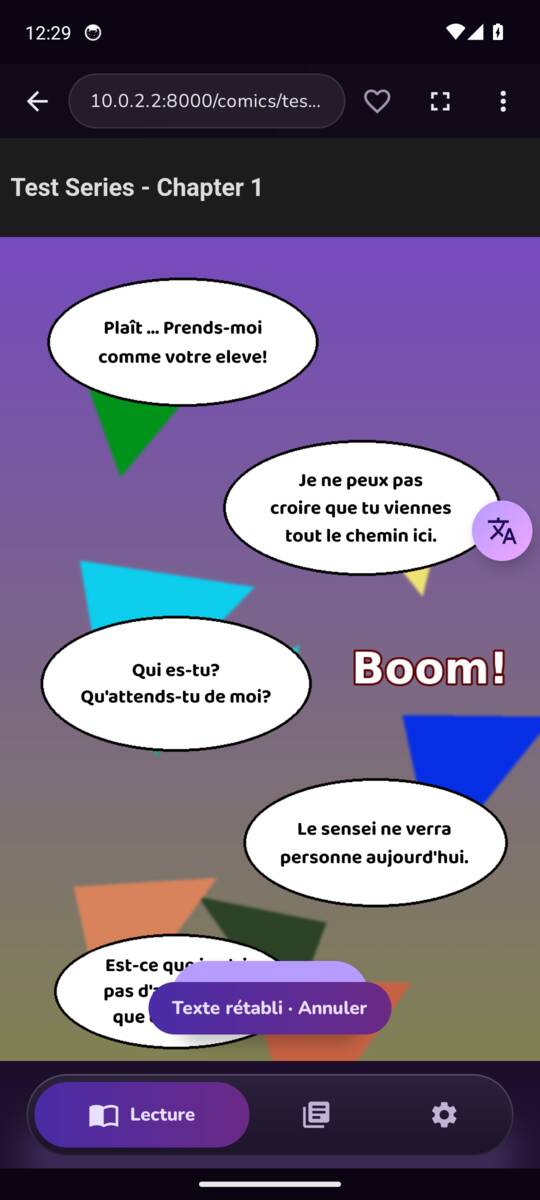 12:29
10.0.2.2:8000/comics/tes...
Test Series - Chapter 1
Plaît ... Prends-moi
comme votre eleve!
Je ne peux pas
croire que tu viennes
tout le chemin ici.
Qui es-tu?
Qu'attends-tu de moi?
Boom!
Le sensei ne verra
personne aujourd'hui.
Est-ce que
pas
que
Texte rétabli · Annuler
Lecture